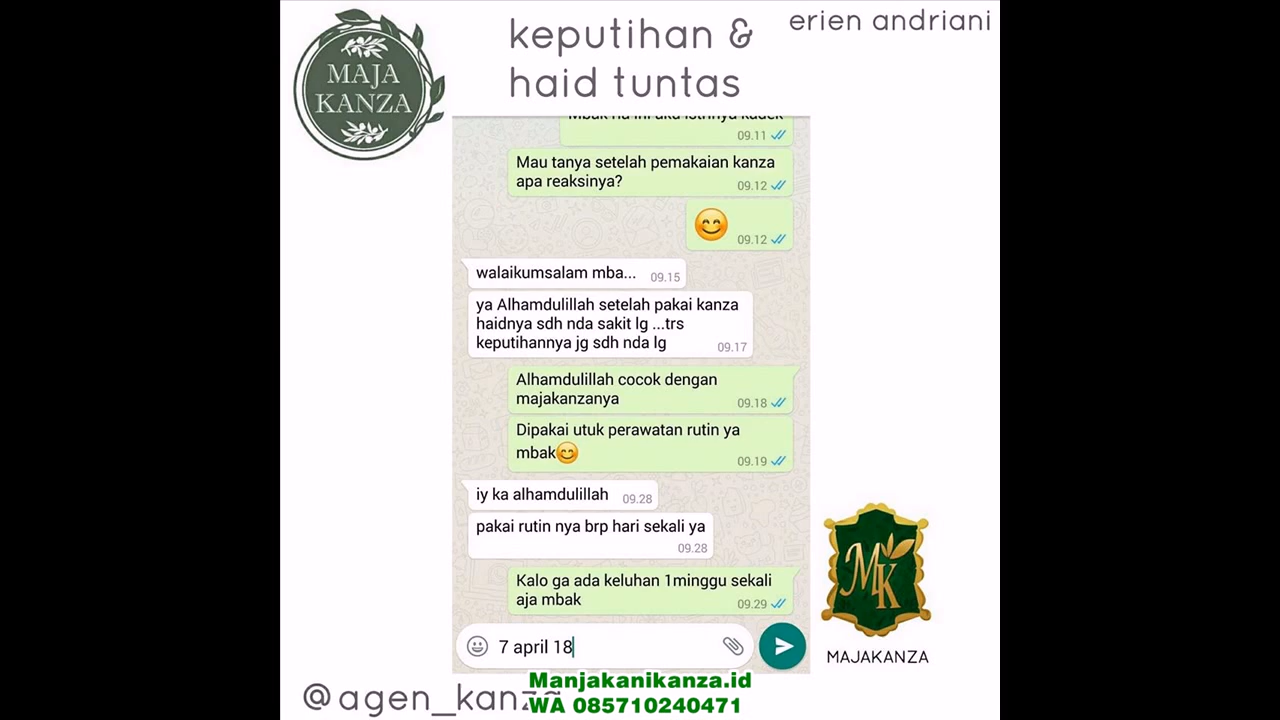 MAJA
KANZA
keputihan &
haid tuntas
erien andriani
09.11
Mau tanya setelah pemakaian kanza
apa reaksinya?
09.12
😊
09.12
walaikumsalam mba...
09.15
ya Alhamdulillah setelah pakai kanza
haidnya sdh nda sakit lg ...trs
keputihannya jg sdh nda lg
09.17
Alhamdulillah cocok dengan
majakanzanya
09.18
Dipakai utuk perawatan rutin ya
mbak😊
09.19
iy ka alhamdulillah
09.28
pakai rutin nya brp hari sekali ya
09.28
Kalo ga ada keluhan 1minggu sekali
aja mbak
09.29
7 april 18
MK
MAJAKANZA
@agen_kanza
Manjakanikanza.id
WA 085710240471